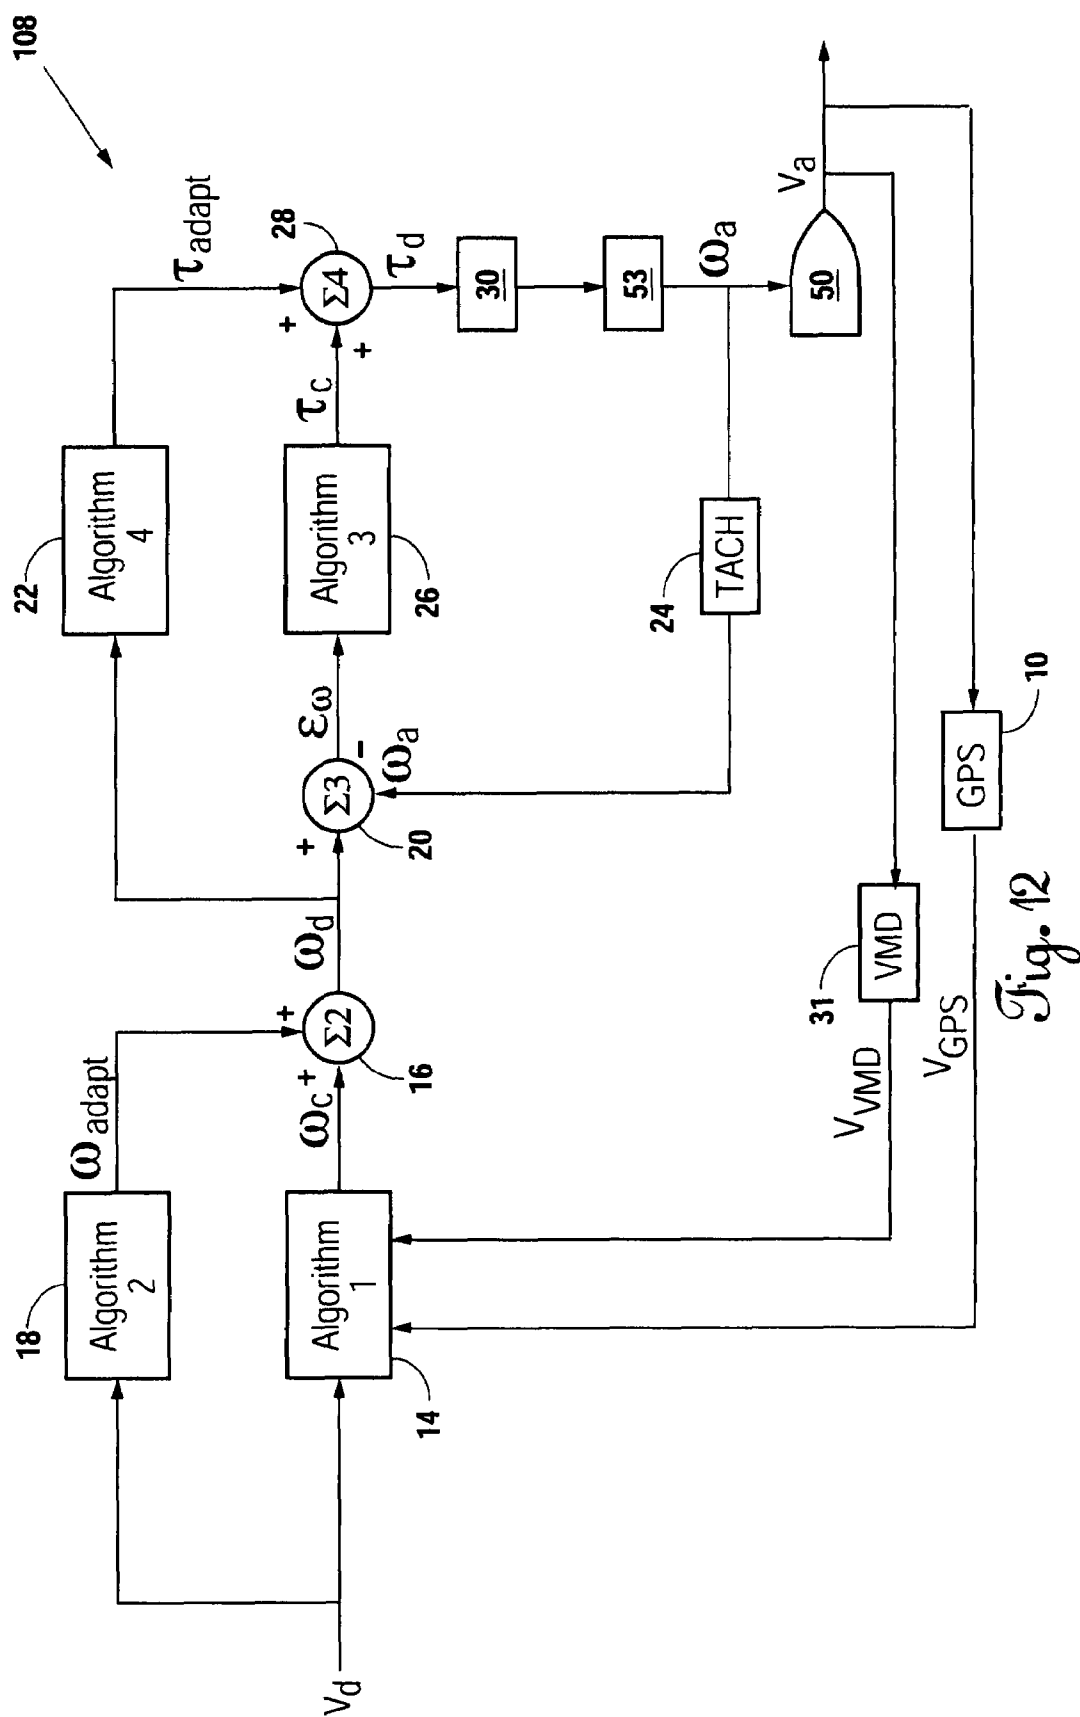 108
τadapt
ωadapt
22
Algorithm
4
28
Σ4
+
+
τd
30
53
ωa
Va
50
18
Algorithm
2
τc
Algorithm
3
26
εω
Σ3
+
-
20
ωa
TACH
24
ωd
Σ2
+
+
16
ωc
Algorithm
1
14
Vd
VMD
31
VVMD
GPS
10
VGPS
Fig. 12